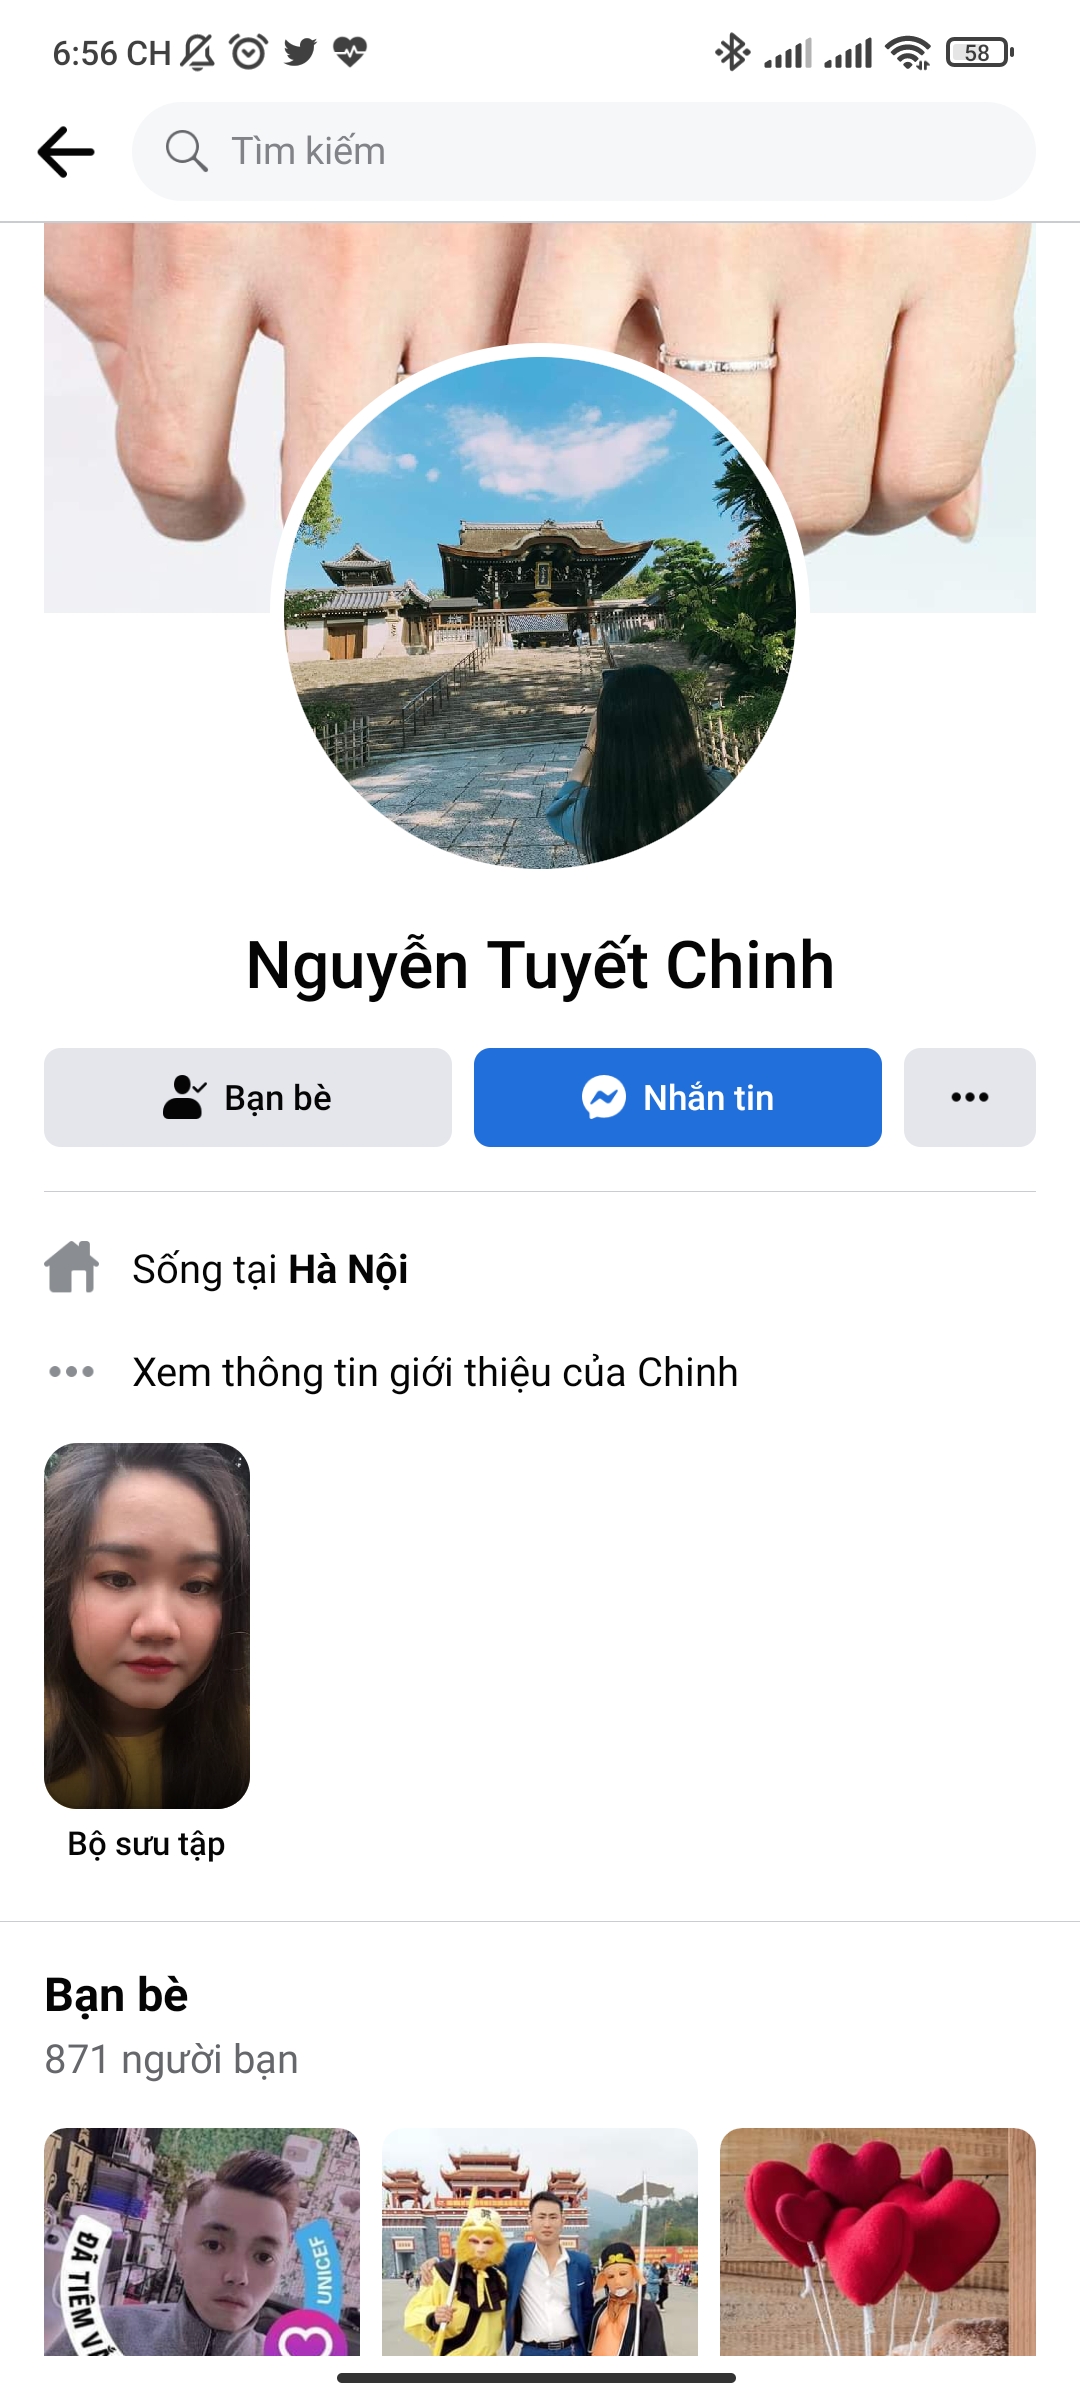 6:56 CH
58
Tìm kiếm
Nguyễn Tuyết Chinh
Bạn bè
Nhắn tin
Sống tại Hà Nội
Xem thông tin giới thiệu của Chinh
Bộ sưu tập
Bạn bè
871 người bạn
ĐÃ TIÊM
UNICEF